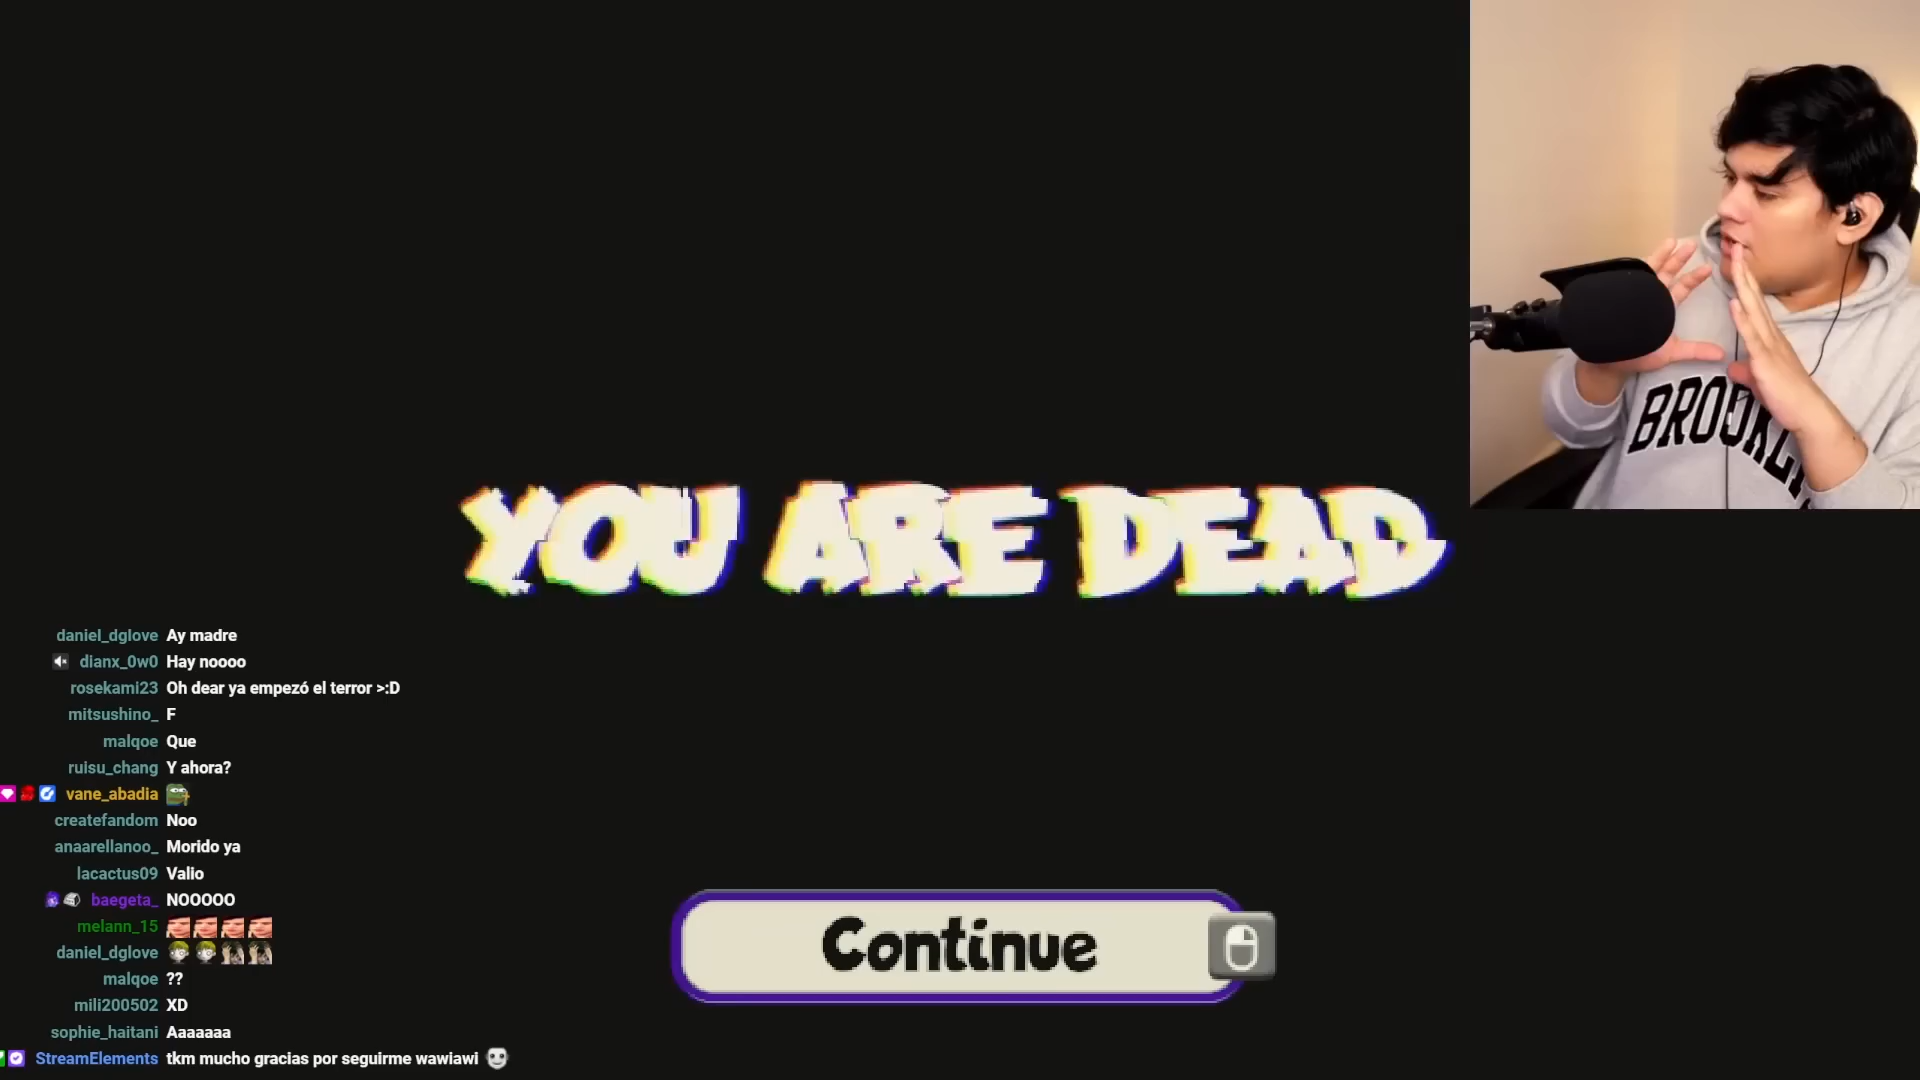 BROOKL
YOU ARE DEAD
daniel_dglove Ay madre
dianx_0w0 Hay noooo
rosekami23 Oh dear ya empezó el terror >:D
mitsushino_ F
malqoe Que
ruisu_chang Y ahora?
vane_abadia
createfandom Noo
anaarellanoo_ Morido ya
lacactus09 Valio
baegeta_ NOOOOO
melann_15
daniel_dglove
malqoe ??
mili200502 XD
sophie_haitani Aaaaaaa
StreamElements tkm mucho gracias por seguirme wawiawi
Continue